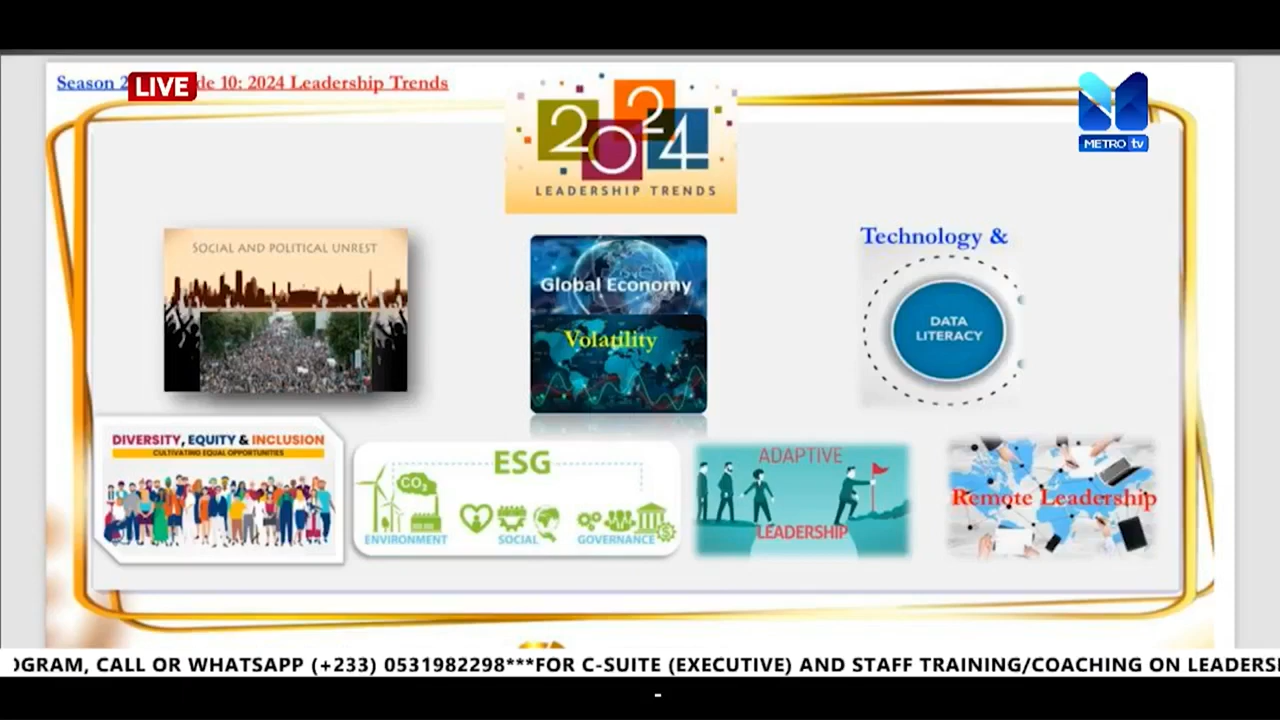 Season 2
LIVE
de 10: 2024 Leadership Trends
2024
LEADERSHIP TRENDS
METRO tv
SOCIAL AND POLITICAL UNREST
Global Economy
Volatility
Technology &
DATA
LITERACY
DIVERSITY, EQUITY & INCLUSION
CULTIVATING EQUAL OPPORTUNITIES
ESG
CO₂
ENVIRONMENT
SOCIAL
GOVERNANCE
ADAPTIVE
LEADERSHIP
Remote Leadership
OGRAM, CALL OR WHATSAPP (+233) 0531982298***FOR C-SUITE (EXECUTIVE) AND STAFF TRAINING/COACHING ON LEADERS